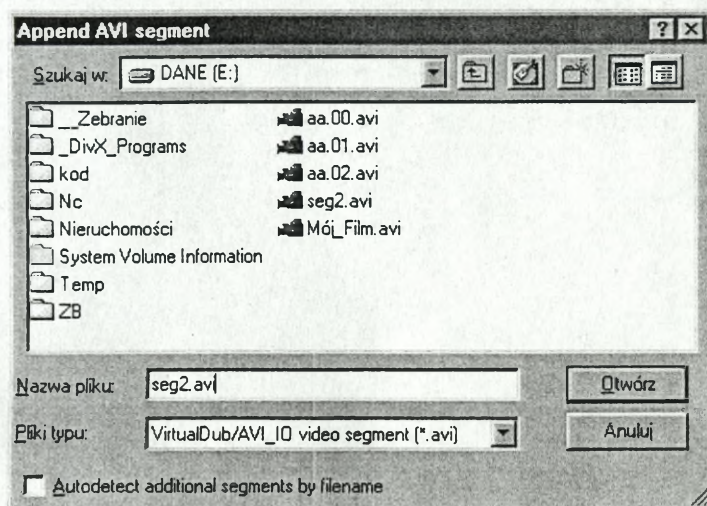 Append AVI segment
Szukaj w: DANE (E:)
__Zebranie
_DivX_Programs
kod
Nc
Nieruchomości
System Volume Information
Temp
ZB
aa.00.avi
aa.01.avi
aa.02.avi
seg2.avi
Mój_Film.avi
Nazwa pliku: seg2.avi
Otwórz
Pliki typu: VirtualDub/AVI_IO video segment (*.avi)
Anuluj
Autodetect additional segments by filename